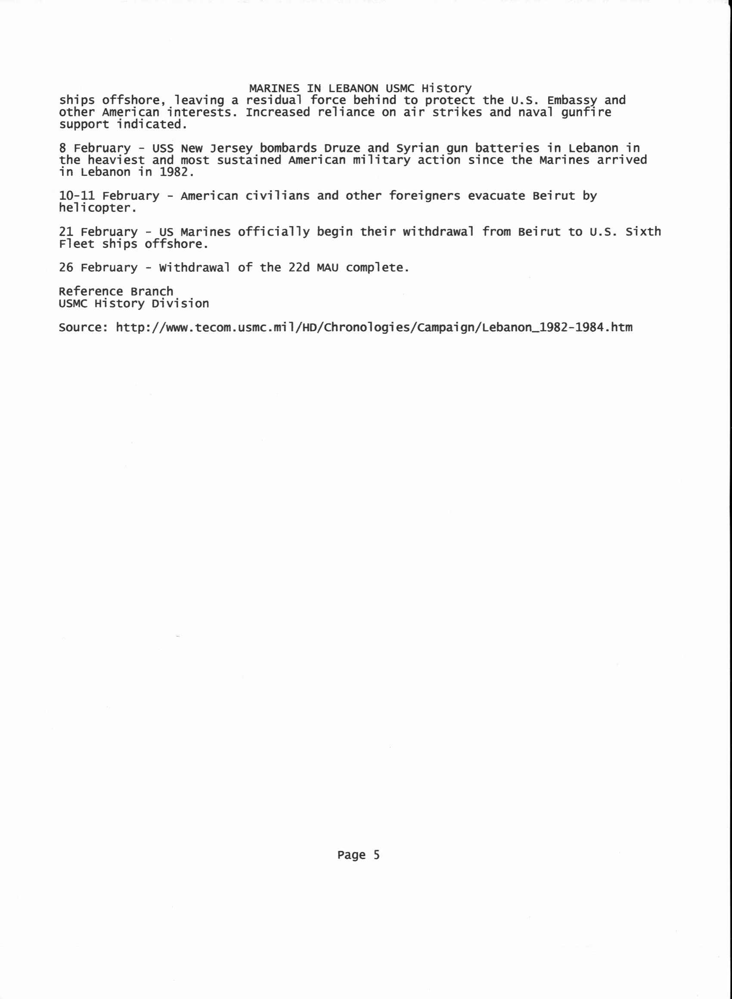 MARINES IN LEBANON USMC History
ships offshore, leaving a residual force behind to protect the U.S. Embassy and
other American interests. Increased reliance on air strikes and naval gunfire
support indicated.
8 February - USS New Jersey bombards Druze and Syrian gun batteries in Lebanon in
the heaviest and most sustained American military action since the Marines arrived
in Lebanon in 1982.
10-11 February - American civilians and other foreigners evacuate Beirut by
helicopter.
21 February - US Marines officially begin their withdrawal from Beirut to U.S. Sixth
Fleet ships offshore.
26 February - Withdrawal of the 22d MAU complete.
Reference Branch
USMC History Division
Source: http://www.tecom.usmc.mil/HD/Chronologies/Campaign/Lebanon_1982-1984.htm
Page 5